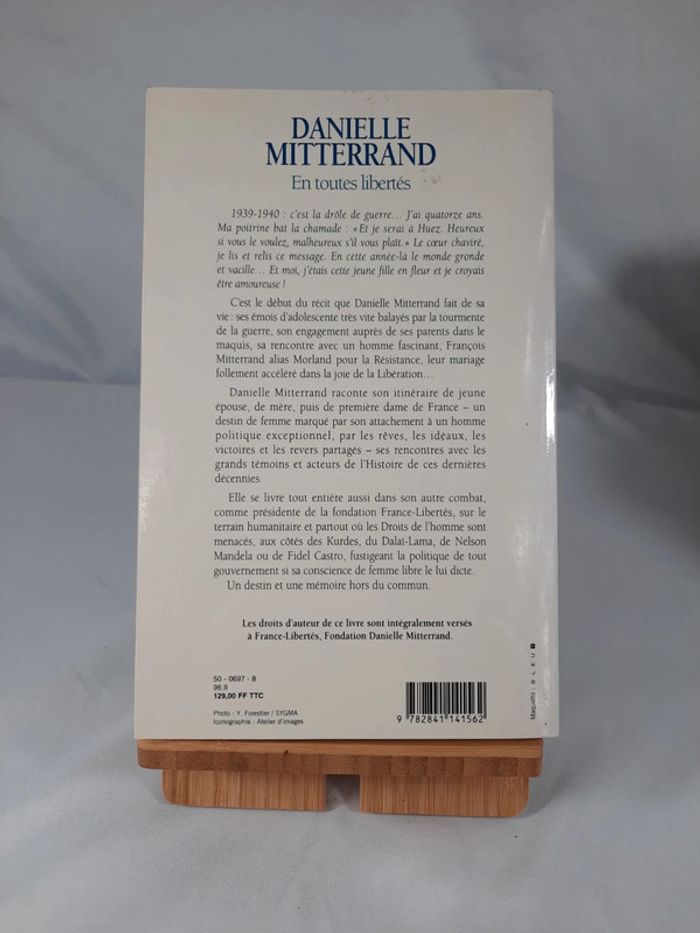 DANIELLE
MITTERRAND
En toutes libertés
1939-1940 : c'est la drôle de guerre... J'ai quatorze ans.
Ma poitrine bat la chamade : «Et je serai à Huez. Heureux
si vous le voulez, malheureux s'il vous plaît.» Le cœur chaviré,
je lis et relis ce message. En cette année-là le monde gronde
et vacille... Et moi, j'étais cette jeune fille en fleur et je croyais
être amoureuse !
C'est le début du récit que Danielle Mitterrand fait de sa
vie : ses émois d'adolescente très vite balayés par la tourmente
de la guerre, son engagement auprès de ses parents dans le
maquis, sa rencontre avec un homme fascinant, François
Mitterrand alias Morland pour la Résistance, leur mariage
follement accéléré dans la joie de la Libération...
Danielle Mitterrand raconte son itinéraire de jeune
épouse, de mère, puis de première dame de France – un
destin de femme marqué par son attachement à un homme
politique exceptionnel, par les rêves, les idéaux, les
victoires et les revers partagés – ses rencontres avec les
grands témoins et acteurs de l'Histoire de ces dernières
décennies.
Elle se livre tout entière aussi dans son autre combat,
comme présidente de la fondation France-Libertés, sur le
terrain humanitaire et partout où les Droits de l'homme sont
menacés, aux côtés des Kurdes, du Dalaï-Lama, de Nelson
Mandela ou de Fidel Castro, fustigeant la politique de tout
gouvernement si sa conscience de femme libre le lui dicte.
Un destin et une mémoire hors du commun.
Les droits d'auteur de ce livre sont intégralement versés
à France-Libertés, Fondation Danielle Mitterrand.
50 - 0697 - 8
96.II
129,00 FF TTC
Photo : Y. Forestier / SYGMA
Iconographie : Atelier d'images
9 782841 141562
Maquette : BLEU T